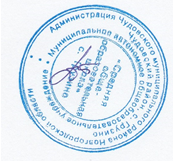 Администрация Чудовского муниципального района Новгородской области
Муниципальное автономное общеобразовательное учреждение
«Средняя
общеобразовательная
школа»
с. Грузино